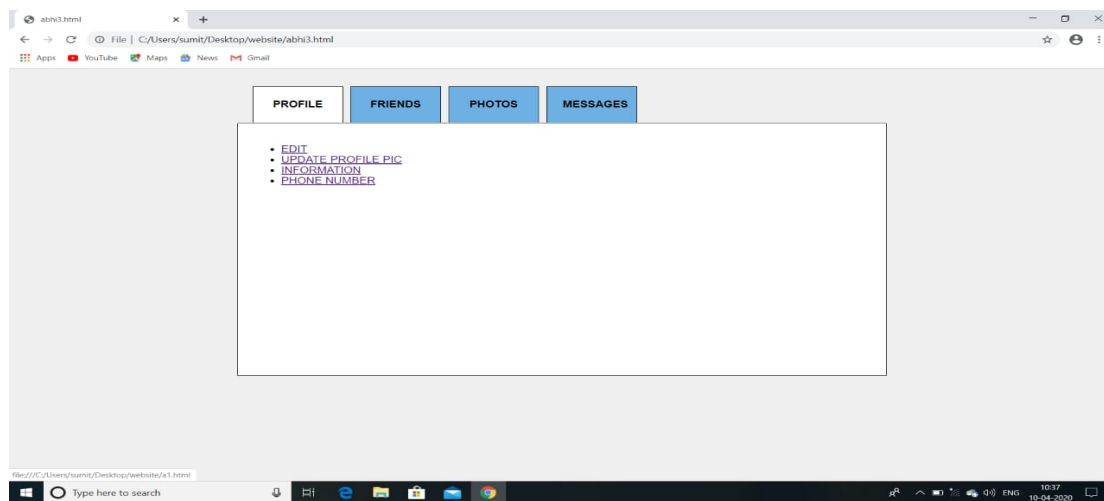 abhi3.html
File | C:/Users/sumit/Desktop/website/abhi3.html
Apps YouTube Maps News Gmail
PROFILE FRIENDS PHOTOS MESSAGES
EDIT
UPDATE PROFILE PIC
INFORMATION
PHONE NUMBER
file:///C:/Users/sumit/Desktop/website/a1.html
Type here to search
ENG
10:37
10-04-2020